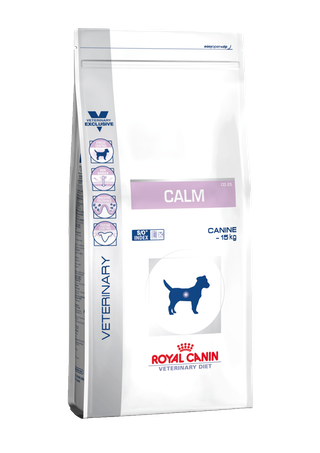 VETERINARY
EXCLUSIVE
CALM
S/O*
INDEX
CANINE
~ 15kg
VETERINARY
ROYAL CANIN
VETERINARY DIET